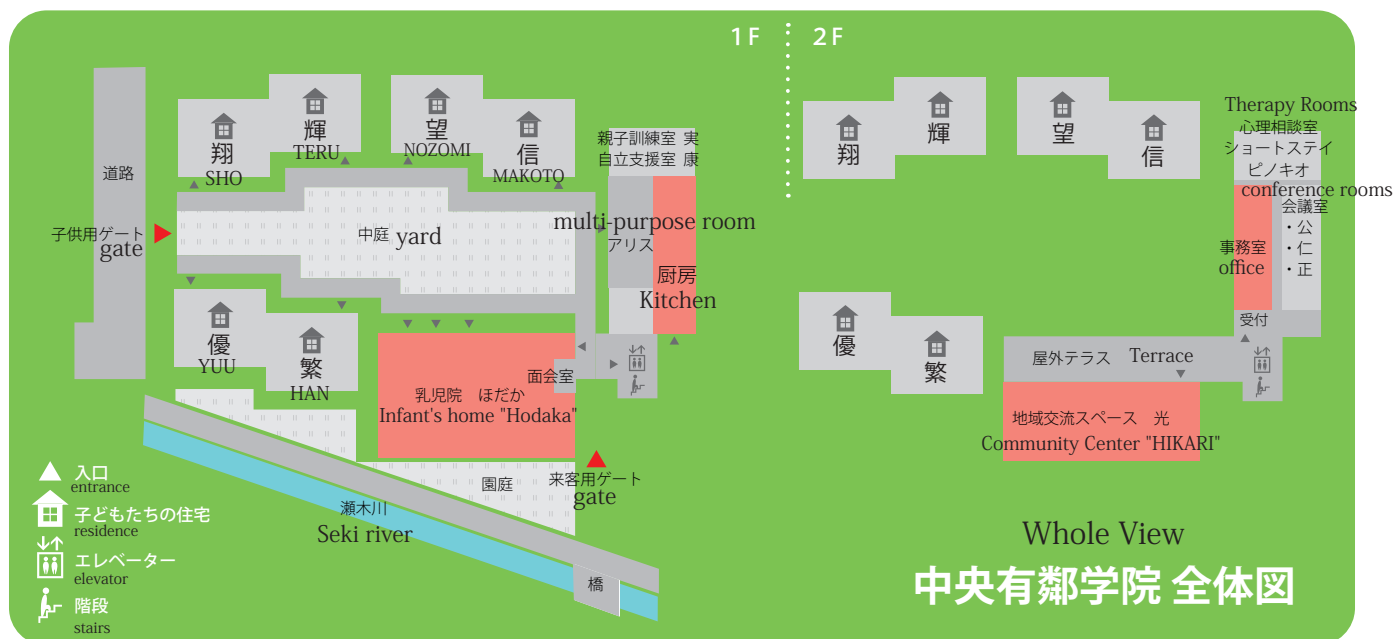 1F
2F
道路
翔
SHO
輝
TERU
望
NOZOMI
信
MAKOTO
親子訓練室 実
自立支援室 康
子供用ゲート
gate
中庭 yard
multi-purpose room
アリス
厨房
Kitchen
優
YUU
繁
HAN
面会室
乳児院 ほだか
Infant's home "Hodaka"
来客用ゲート
gate
園庭
瀬木川
Seki river
橋
入口
entrance
子どもたちの住宅
residence
エレベーター
elevator
階段
stairs
翔
輝
望
信
Therapy Rooms
心理相談室
ショートステイ
ピノキオ
conference rooms
会議室
・公
・仁
・正
事務室
office
受付
優
繁
屋外テラス Terrace
地域交流スペース 光
Community Center "HIKARI"
Whole View
中央有鄰学院 全体図